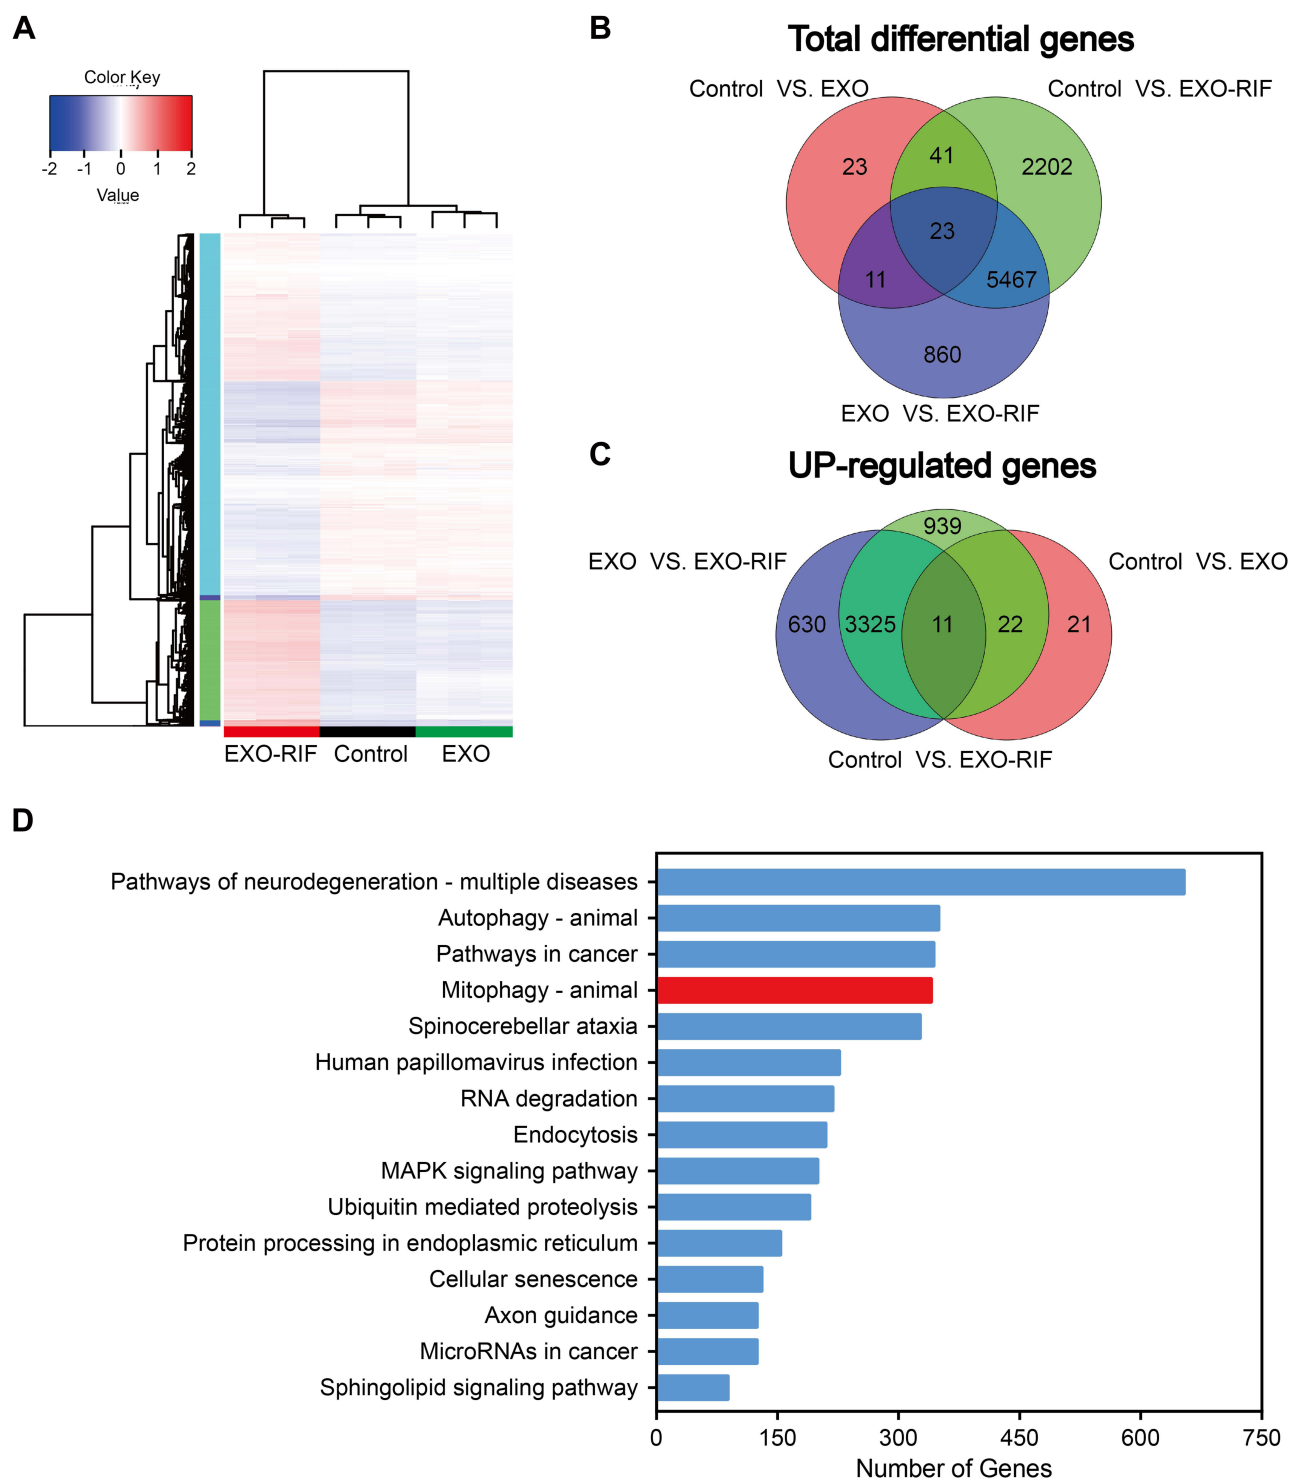 A
Color Key
-2 -1 0 1 2
Value
EXO-RIF Control EXO
B
Total differential genes
Control VS. EXO
Control VS. EXO-RIF
23
41
2202
23
11
5467
860
EXO VS. EXO-RIF
C
UP-regulated genes
939
EXO VS. EXO-RIF
Control VS. EXO
630
3325
11
22
21
Control VS. EXO-RIF
D
Pathways of neurodegeneration - multiple diseases
Autophagy - animal
Pathways in cancer
Mitophagy - animal
Spinocerebellar ataxia
Human papillomavirus infection
RNA degradation
Endocytosis
MAPK signaling pathway
Ubiquitin mediated proteolysis
Protein processing in endoplasmic reticulum
Cellular senescence
Axon guidance
MicroRNAs in cancer
Sphingolipid signaling pathway
0 150 300 450 600 750
Number of Genes